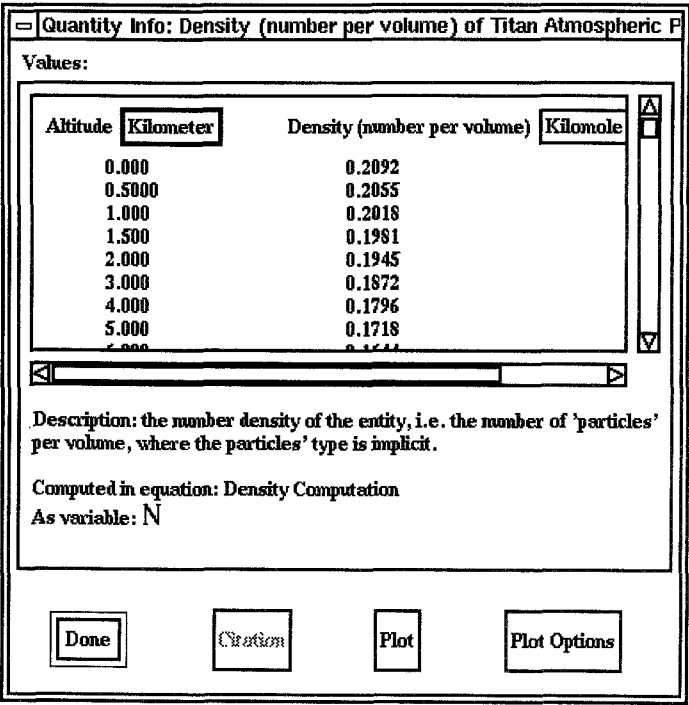 Quantity Info: Density (number per volume) of Titan Atmospheric P
Values:
Altitude Kilometer Density (number per volume) Kilomole
0.000 0.2092
0.5000 0.2055
1.000 0.2018
1.500 0.1981
2.000 0.1945
3.000 0.1872
4.000 0.1796
5.000 0.1718
Description: the number density of the entity, i.e. the number of 'particles'
per volume, where the particles' type is implicit.
Computed in equation: Density Computation
As variable: N
Done Citation Plot Plot Options